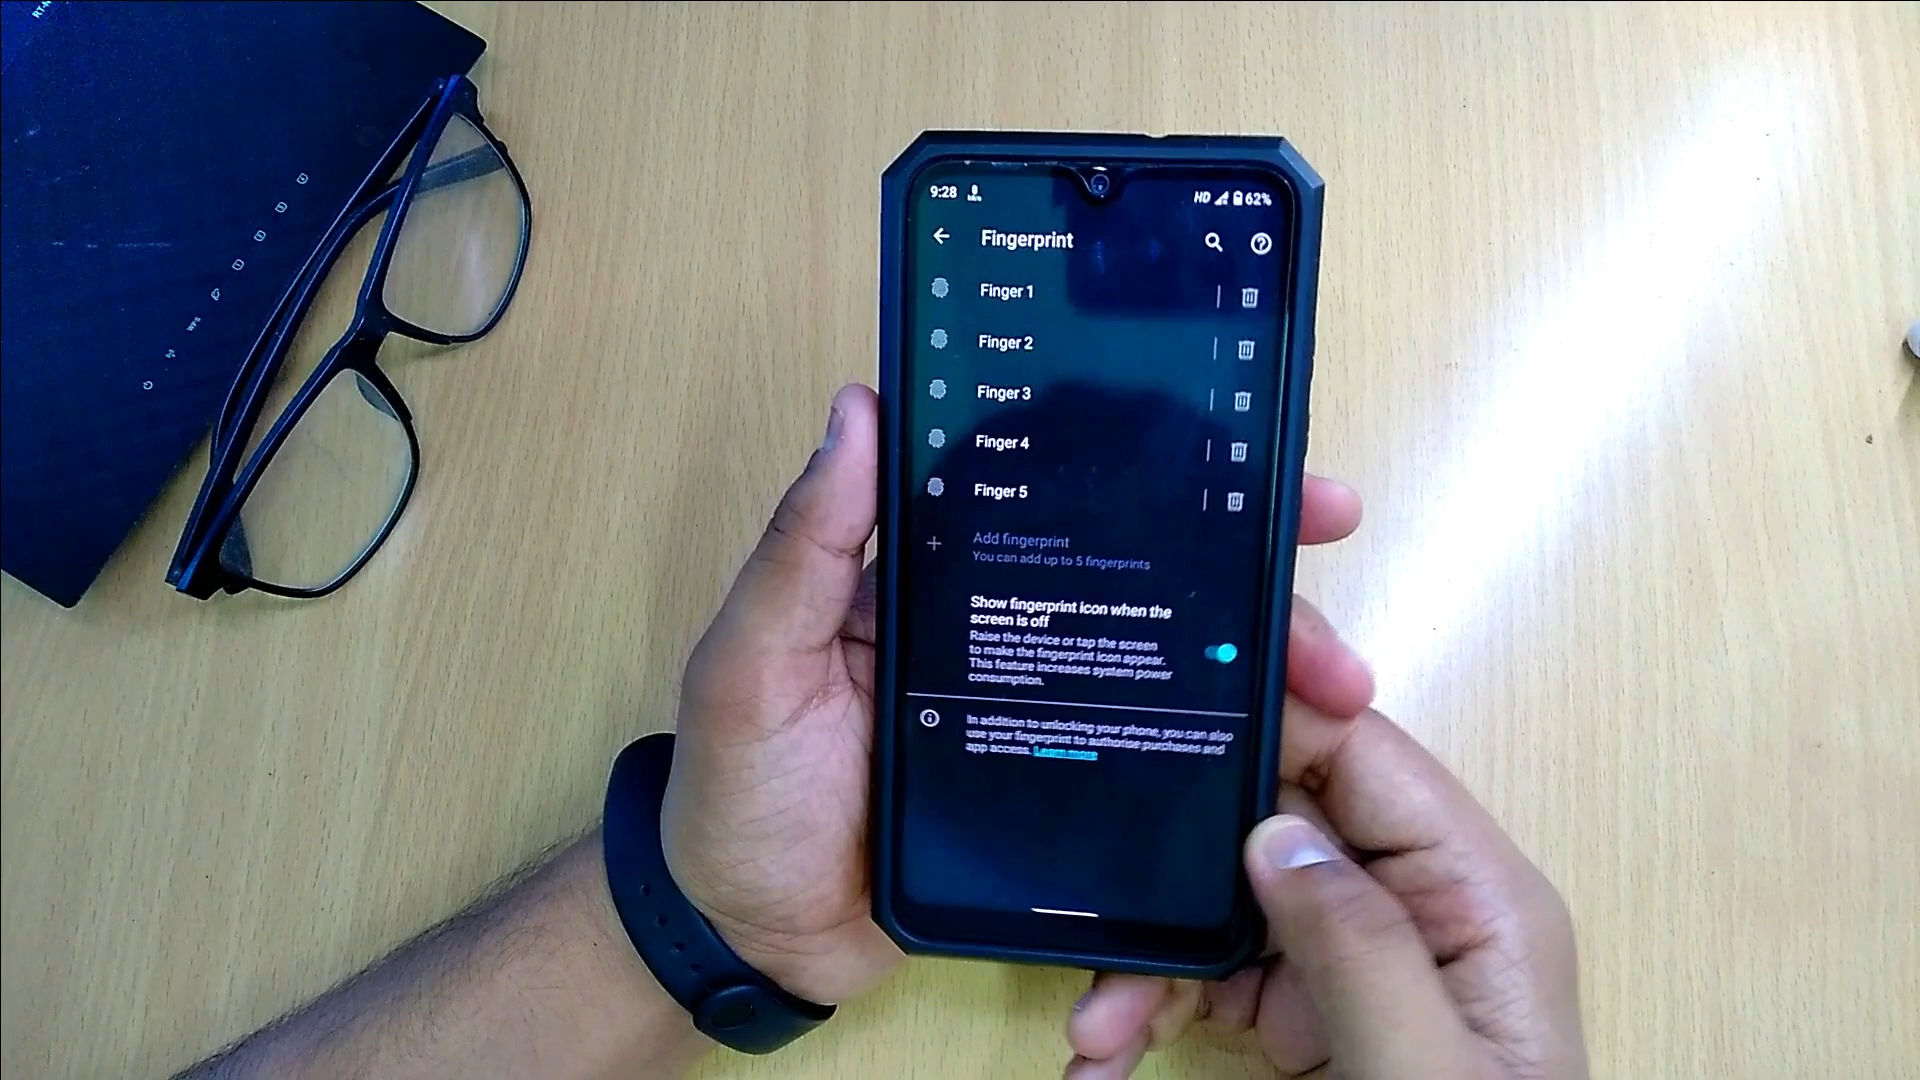 WPS
9:28
HD 62%
Fingerprint
Finger 1
Finger 2
Finger 3
Finger 4
Finger 5
Add fingerprint
You can add up to 5 fingerprints
Show fingerprint icon when the
screen is off
Raise the device or tap the screen
to make the fingerprint icon appear.
This feature increases system power
consumption.
In addition to unlocking your phone, you can also
use your fingerprint to authorise purchases and
app access. Learn more